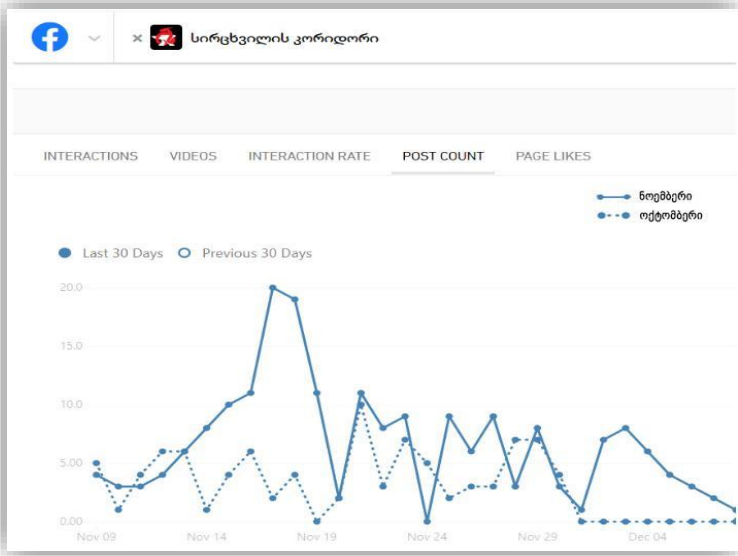 × სირცხვილის კორიდორი
INTERACTIONS VIDEOS INTERACTION RATE POST COUNT PAGE LIKES
ნოემბერი
ოქტომბერი
Last 30 Days Previous 30 Days
20.0
15.0
10.0
5.00
0.00
Nov 09 Nov 14 Nov 19 Nov 24 Nov 29 Dec 04